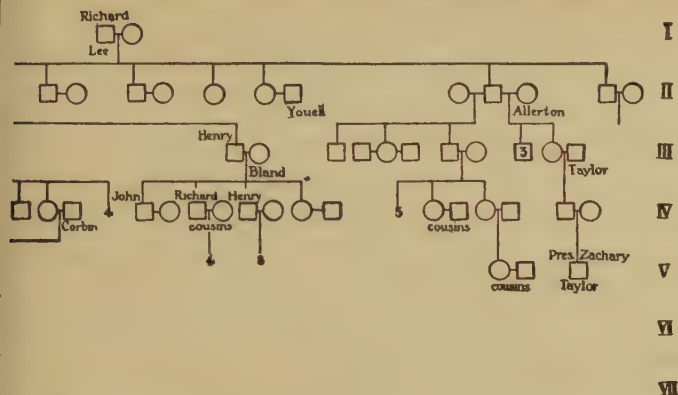 Richard
Lee
I
II
Youell
Allerton
Henry
Bland
3
Taylor
III
4
John
Richard
Henry
5
Corbin
cousins
cousins
IV
4
8
Pres. Zachary
cousins
Taylor
V
VI
VII